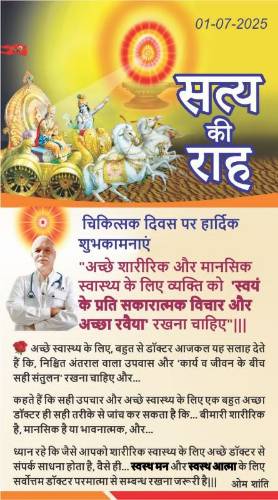 01-07-2025
सत्य
की
राह
चिकित्सक दिवस पर हार्दिक
शुभकामनाएं
"अच्छे शारीरिक और मानसिक
स्वास्थ्य के लिए व्यक्ति को 'स्वयं
के प्रति सकारात्मक विचार और
अच्छा रवैया' रखना चाहिए"|||
अच्छे स्वास्थ्य के लिए, बहुत से डॉक्टर आजकल यह सलाह देते
हैं कि, निश्चित अंतराल वाला उपवास और 'कार्य व जीवन के बीच
सही संतुलन' रखना चाहिए और...
कहते हैं कि सही उपचार और अच्छे स्वास्थ्य के लिए एक बहुत अच्छा
डॉक्टर ही सही तरीके से जांच कर सकता है कि... बीमारी शारीरिक
है, मानसिक है या भावनात्मक, और...
ध्यान रहे कि जैसे आपको शारीरिक स्वास्थ्य के लिए अच्छे डॉक्टर से
संपर्क साधना होता है, वैसे ही... स्वस्थ मन और स्वस्थ आत्मा के लिए
सर्वोत्तम डॉक्टर परमात्मा से सम्बन्ध रखना जरूरी है||| ओम शांति